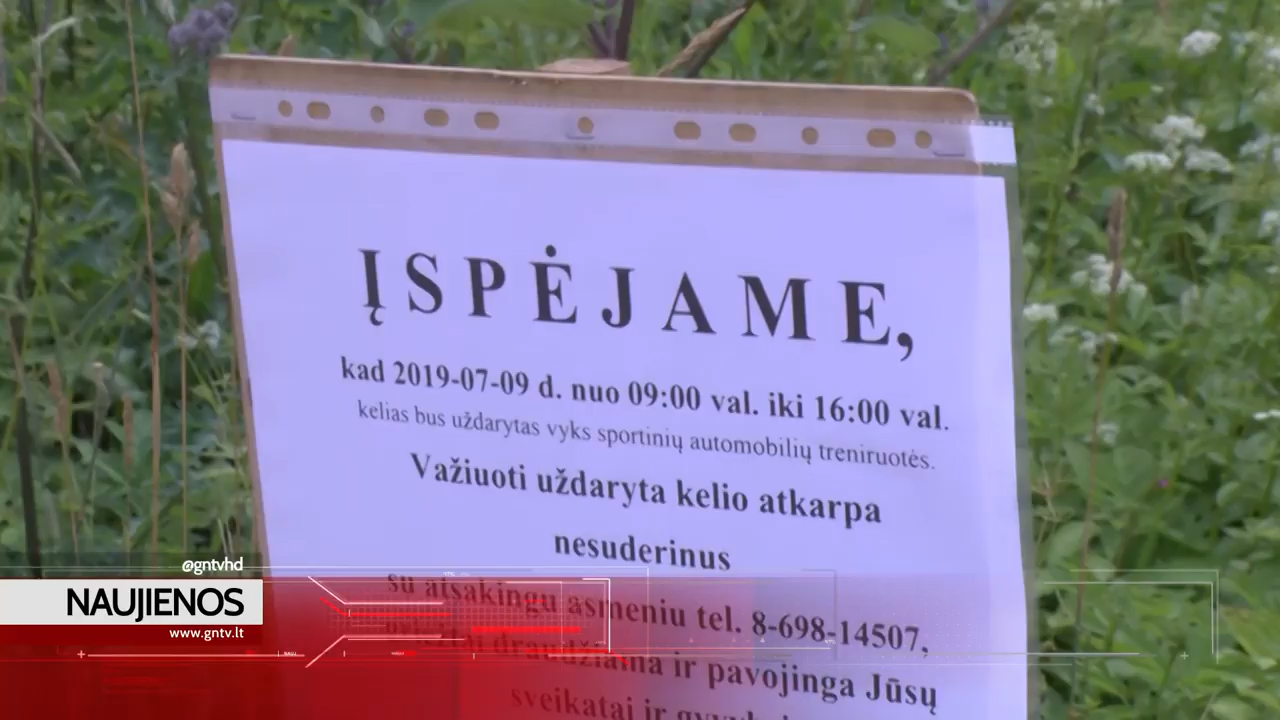 ĮSPĖJAME,
kad 2019-07-09 d. nuo 09:00 val. iki 16:00 val.
kelias bus uždarytas vyks sportinių automobilių treniruotės.
Važiuoti uždaryta kelio atkarpa
nesuderinus
su atsakingu asmeniu tel. 8-698-14507,
draudžiama ir pavojinga Jūsų
sveikatai ir
@gntvhd
NAUJIENOS
www.gntv.lt